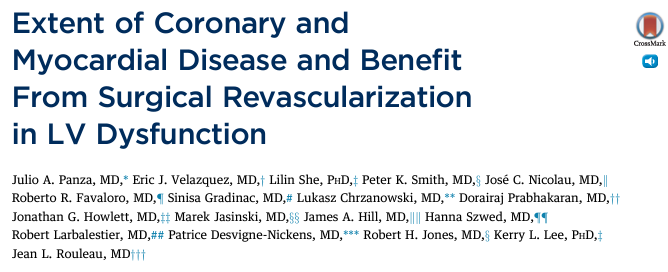 Extent of Coronary and
Myocardial Disease and Benefit
From Surgical Revascularization
in LV Dysfunction
CrossMark
Julio A. Panza, MD,* Eric J. Velazquez, MD,† Lilin She, PHD,‡ Peter K. Smith, MD,§ José C. Nicolau, MD,‖
Roberto R. Favaloro, MD,¶ Sinisa Gradinac, MD,# Lukasz Chrzanowski, MD,** Dorairaj Prabhakaran, MD,††
Jonathan G. Howlett, MD,‡‡ Marek Jasinski, MD,§§ James A. Hill, MD,‖‖ Hanna Szwed, MD,¶¶
Robert Larbalestier, MD,## Patrice Desvigne-Nickens, MD,*** Robert H. Jones, MD,§ Kerry L. Lee, PHD,‡
Jean L. Rouleau, MD†††